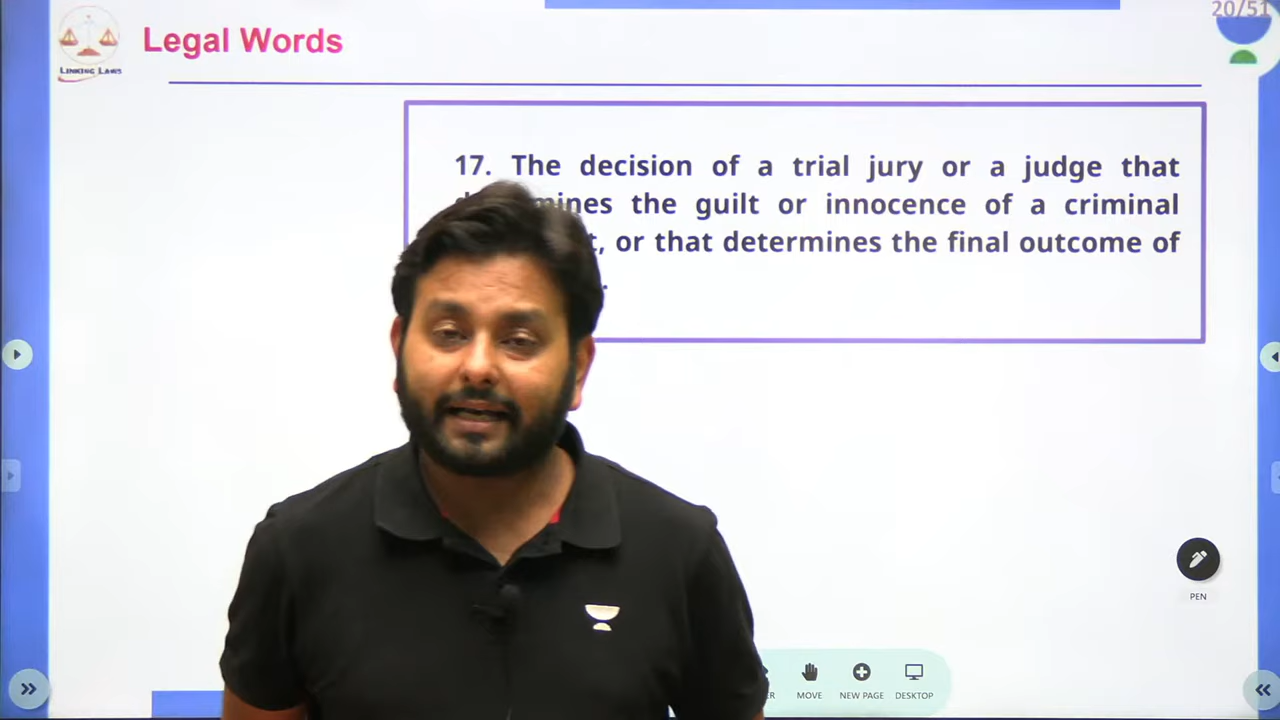 20/51
Legal Words
LINKING LAWS
17. The decision of a trial jury or a judge that
the guilt or innocence of a criminal
or that determines the final outcome of
PEN
MOVE
NEW PAGE
DESKTOP